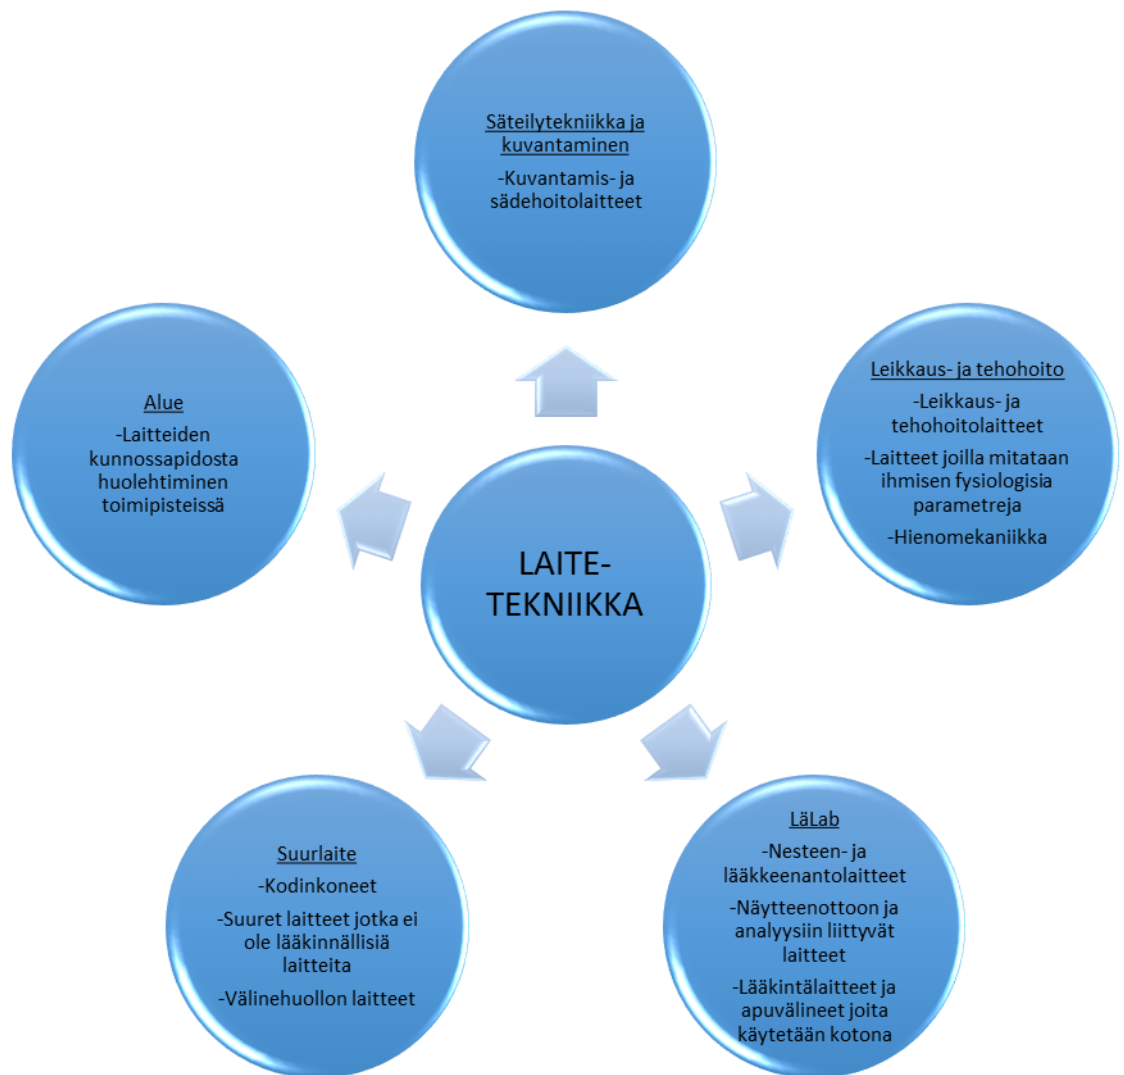 Säteilytekniikka ja
kuvantaminen
-Kuvantamis- ja
sädehoitolaitteet
Alue
-Laitteiden
kunnossapidosta
huolehtiminen
toimipisteissä
Leikkaus- ja tehohoito
-Leikkaus- ja
tehohoitolaitteet
-Laitteet joilla mitataan
ihmisen fysiologisia
parametreja
-Hienomekaniikka
LAITE-
TEKNIIKKA
Suurlaite
-Kodinkoneet
-Suuret laitteet jotka ei
ole lääkinnällisiä
laitteita
-Välinehuollon laitteet
LäLab
-Nesteen- ja
lääkkeenantolaitteet
-Näytteenottoon ja
analyysiin liittyvät
laitteet
-Lääkintälaitteet ja
apuvälineet joita
käytetään kotona